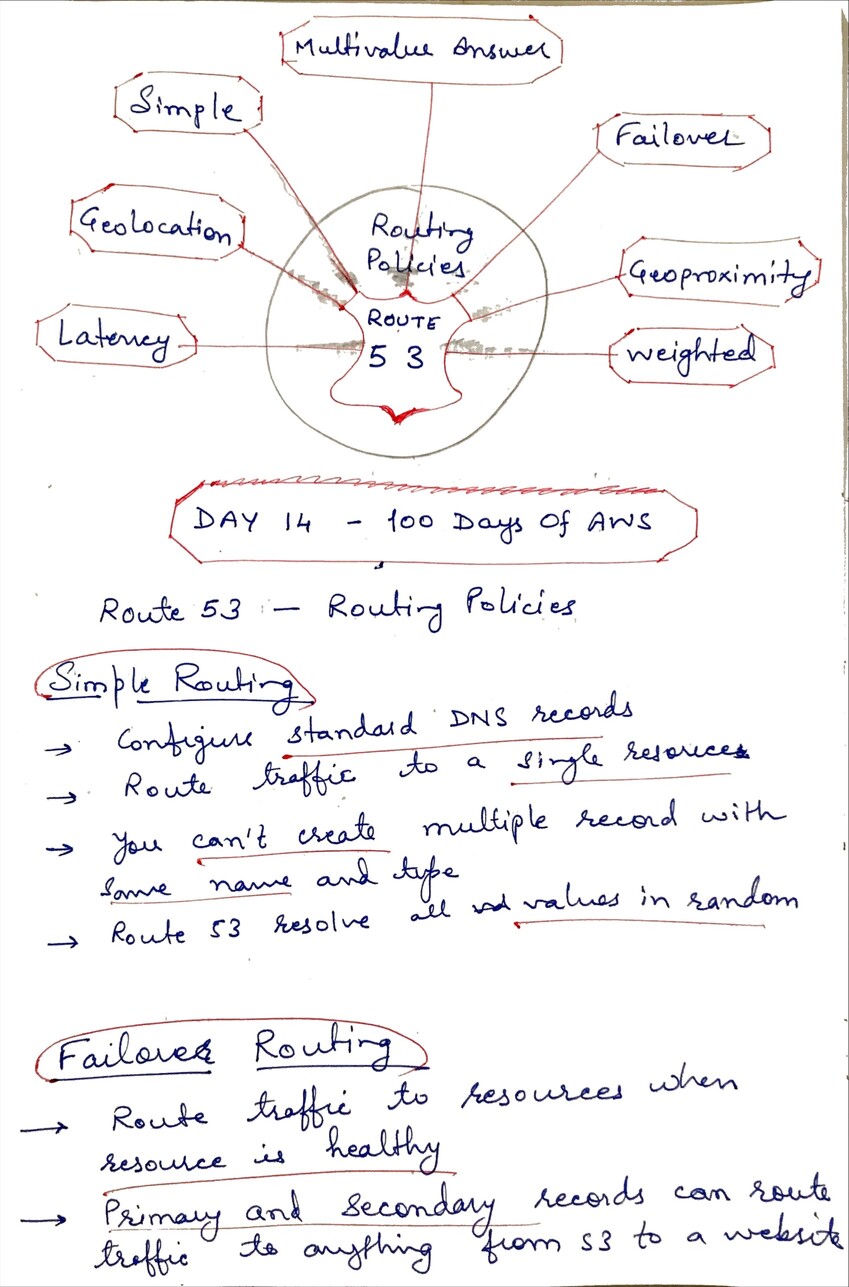 Multivalue Answer
Simple
Failover
Geolocation
Routing
Policies
Geoproximity
Latency
ROUTE
53
weighted
DAY 14 - 100 Days Of AWS
Route 53 :- Routing Policies
Simple Routing
→ Configure standard DNS records
→ Route traffic to a single resources
→ You can't create multiple record with
same name and type
→ Route 53 resolve all values in random
Failover Routing
→ Route traffic to resources when
resource is healthy
→ Primary and secondary records can route
traffic to anything from S3 to a website